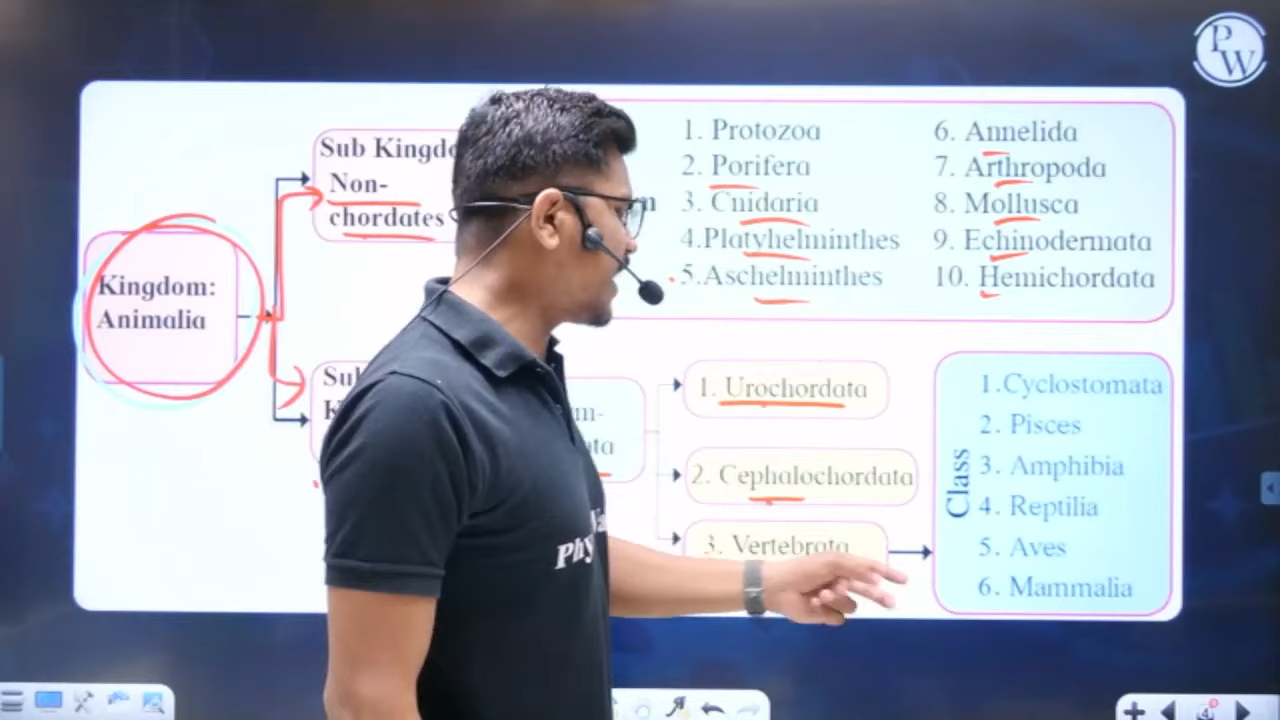 PW
Kingdom:
Animalia
Sub
Non-
chordates
1. Protozoa
2. Porifera
3. Cnidaria
4.Platyhelminthes
5.Aschelminthes
6. Annelida
7. Arthropoda
8. Mollusca
9. Echinodermata
10. Hemichordata
1. Urochordata
2. Cephalochordata
3. Vertebrata
Class
1.Cyclostomata
2. Pisces
3. Amphibia
4. Reptilia
5. Aves
6. Mammalia